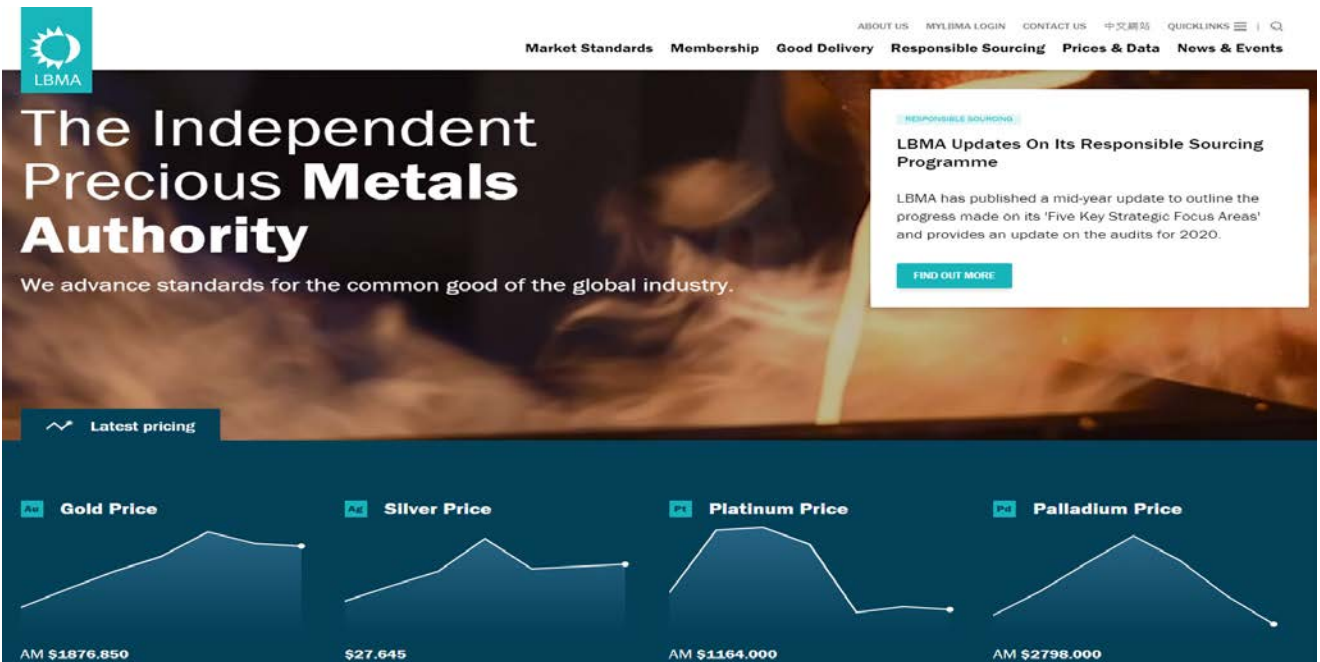 ABOUT US MYLBMA LOGIN CONTACT US 中文網站 QUICKLINKS
LBMA
Market Standards Membership Good Delivery Responsible Sourcing Prices & Data News & Events
The Independent
Precious Metals
Authority
We advance standards for the common good of the global industry.
RESPONSIBLE SOURCING
LBMA Updates On Its Responsible Sourcing
Programme
LBMA has published a mid-year update to outline the
progress made on its 'Five Key Strategic Focus Areas'
and provides an update on the audits for 2020.
FIND OUT MORE
Latest pricing
Au Gold Price
Ag Silver Price
Pt Platinum Price
Pd Palladium Price
AM $1876.850
$27.645
AM $1164.000
AM $2798.000